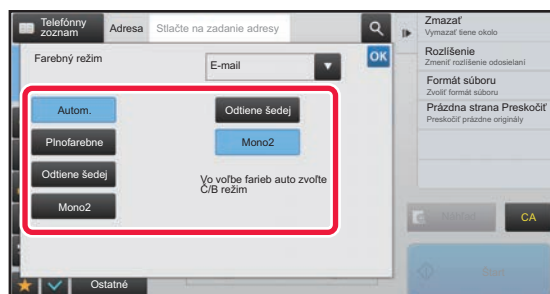 Telefónny zoznam
Adresa
Stlačte na zadanie adresy
Zmazať
Vymazať tiene okolo
Rozlíšenie
Zmeniť rozlíšenie odosielaní
Formát súboru
Zvoliť formát súboru
Prázdna strana Preskočiť
Preskočiť prázdne originály
Farebný režim
E-mail
OK
Autom.
Plnofarebne
Odtiene šedej
Mono2
Odtiene šedej
Mono2
Vo voľbe farieb auto zvoľte
Č/B režim
Náhľad
CA
Štart
Ostatné